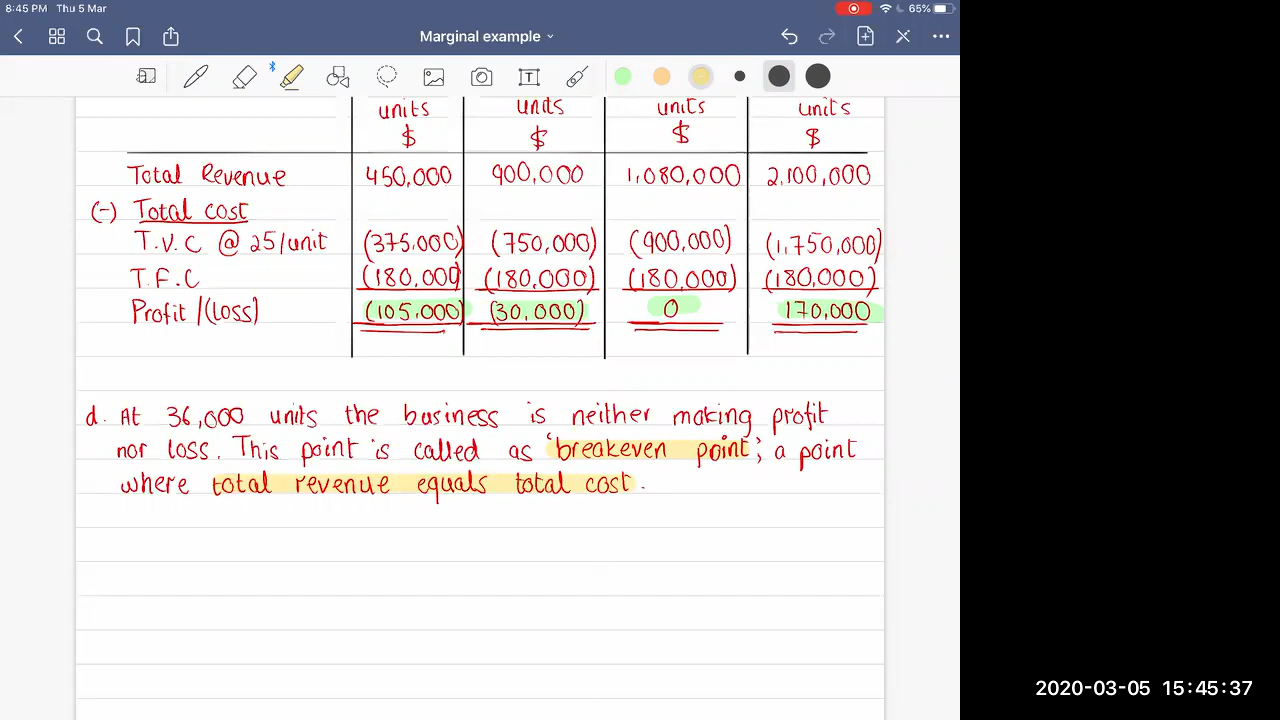 8:45 PM Thu 5 Mar 65%
Marginal example
T
units units units units
$ $ $ $
Total Revenue 450,000 900,000 1,080,000 2,100,000
(-) Total cost
T.V.C @ 25/unit (375,000) (750,000) (900,000) (1,750,000)
T.F.C (180,000) (180,000) (180,000) (180,000)
Profit /(loss) (105,000) (30,000) 0 170,000
d. At 36,000 units the business is neither making profit
nor loss. This point is called as 'breakeven point'; a point
where total revenue equals total cost.
2020-03-05 15:45:37